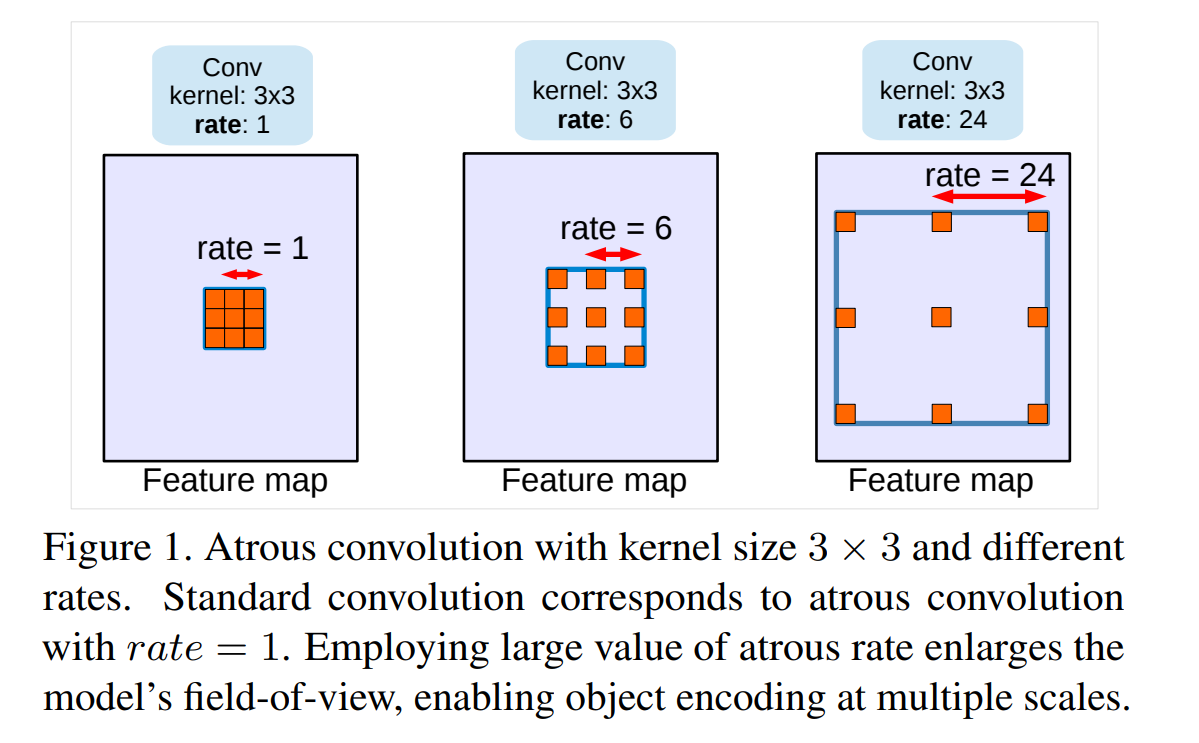 Conv
kernel: 3x3
rate: 1
Conv
kernel: 3x3
rate: 6
Conv
kernel: 3x3
rate: 24
rate = 1
rate = 6
rate = 24
Feature map
Feature map
Feature map
Figure 1. Atrous convolution with kernel size 3 × 3 and different
rates. Standard convolution corresponds to atrous convolution
with rate = 1. Employing large value of atrous rate enlarges the
model’s field-of-view, enabling object encoding at multiple scales.